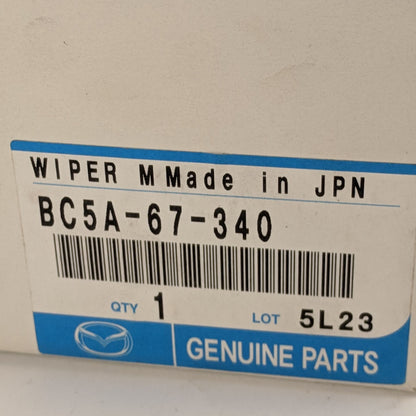 WIPER MMade in JPN
BC5A-67-340
QTY 1
LOT 5L23
GENUINE PARTS